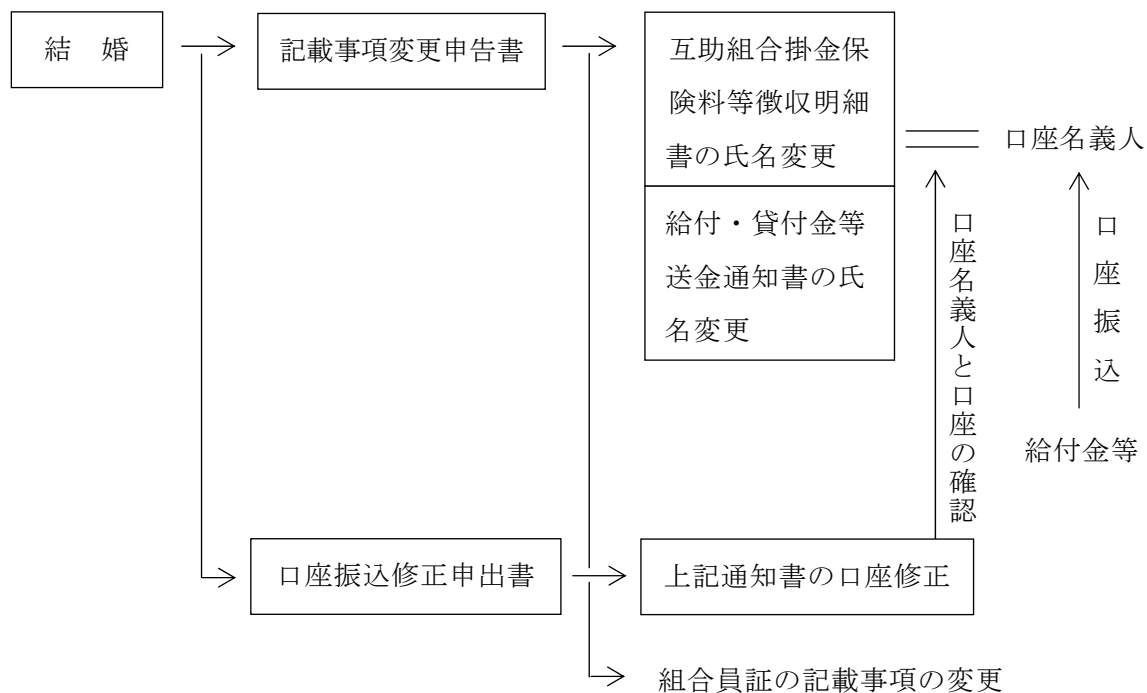 結　婚
記載事項変更申告書
互助組合掛金保
険料等徴収明細
書の氏名変更
口座名義人
給付・貸付金等
送金通知書の氏
名変更
口座名義人と口座の確認
口座振込
給付金等
口座振込修正申出書
上記通知書の口座修正
組合員証の記載事項の変更